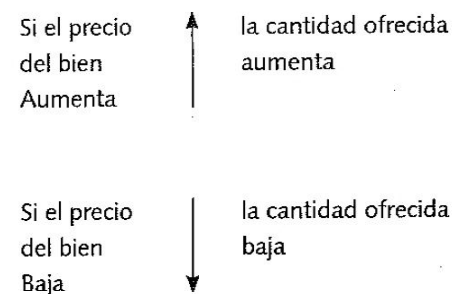 Si el precio
del bien
Aumenta
la cantidad ofrecida
aumenta
Si el precio
del bien
Baja
la cantidad ofrecida
baja